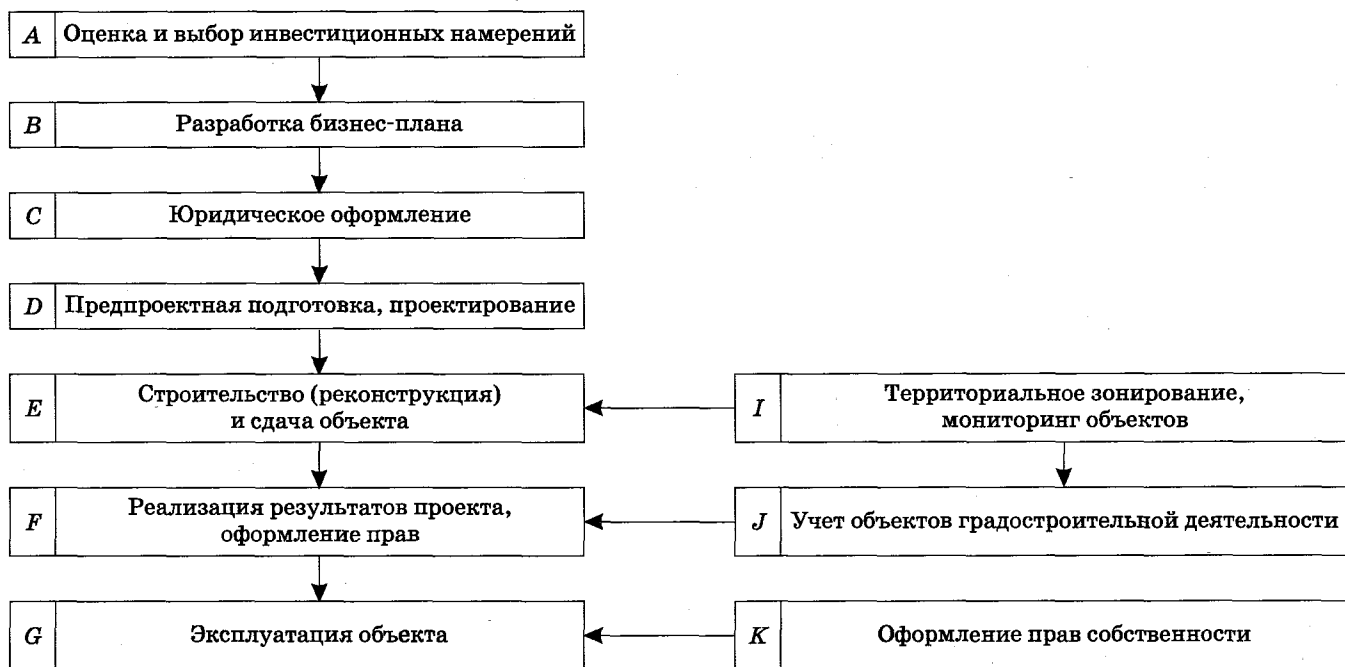 A Оценка и выбор инвестиционных намерений
B Разработка бизнес-плана
C Юридическое оформление
D Предпроектная подготовка, проектирование
E Строительство (реконструкция)
и сдача объекта
I Территориальное зонирование,
мониторинг объектов
F Реализация результатов проекта,
оформление прав
J Учет объектов градостроительной деятельности
G Эксплуатация объекта
K Оформление прав собственности